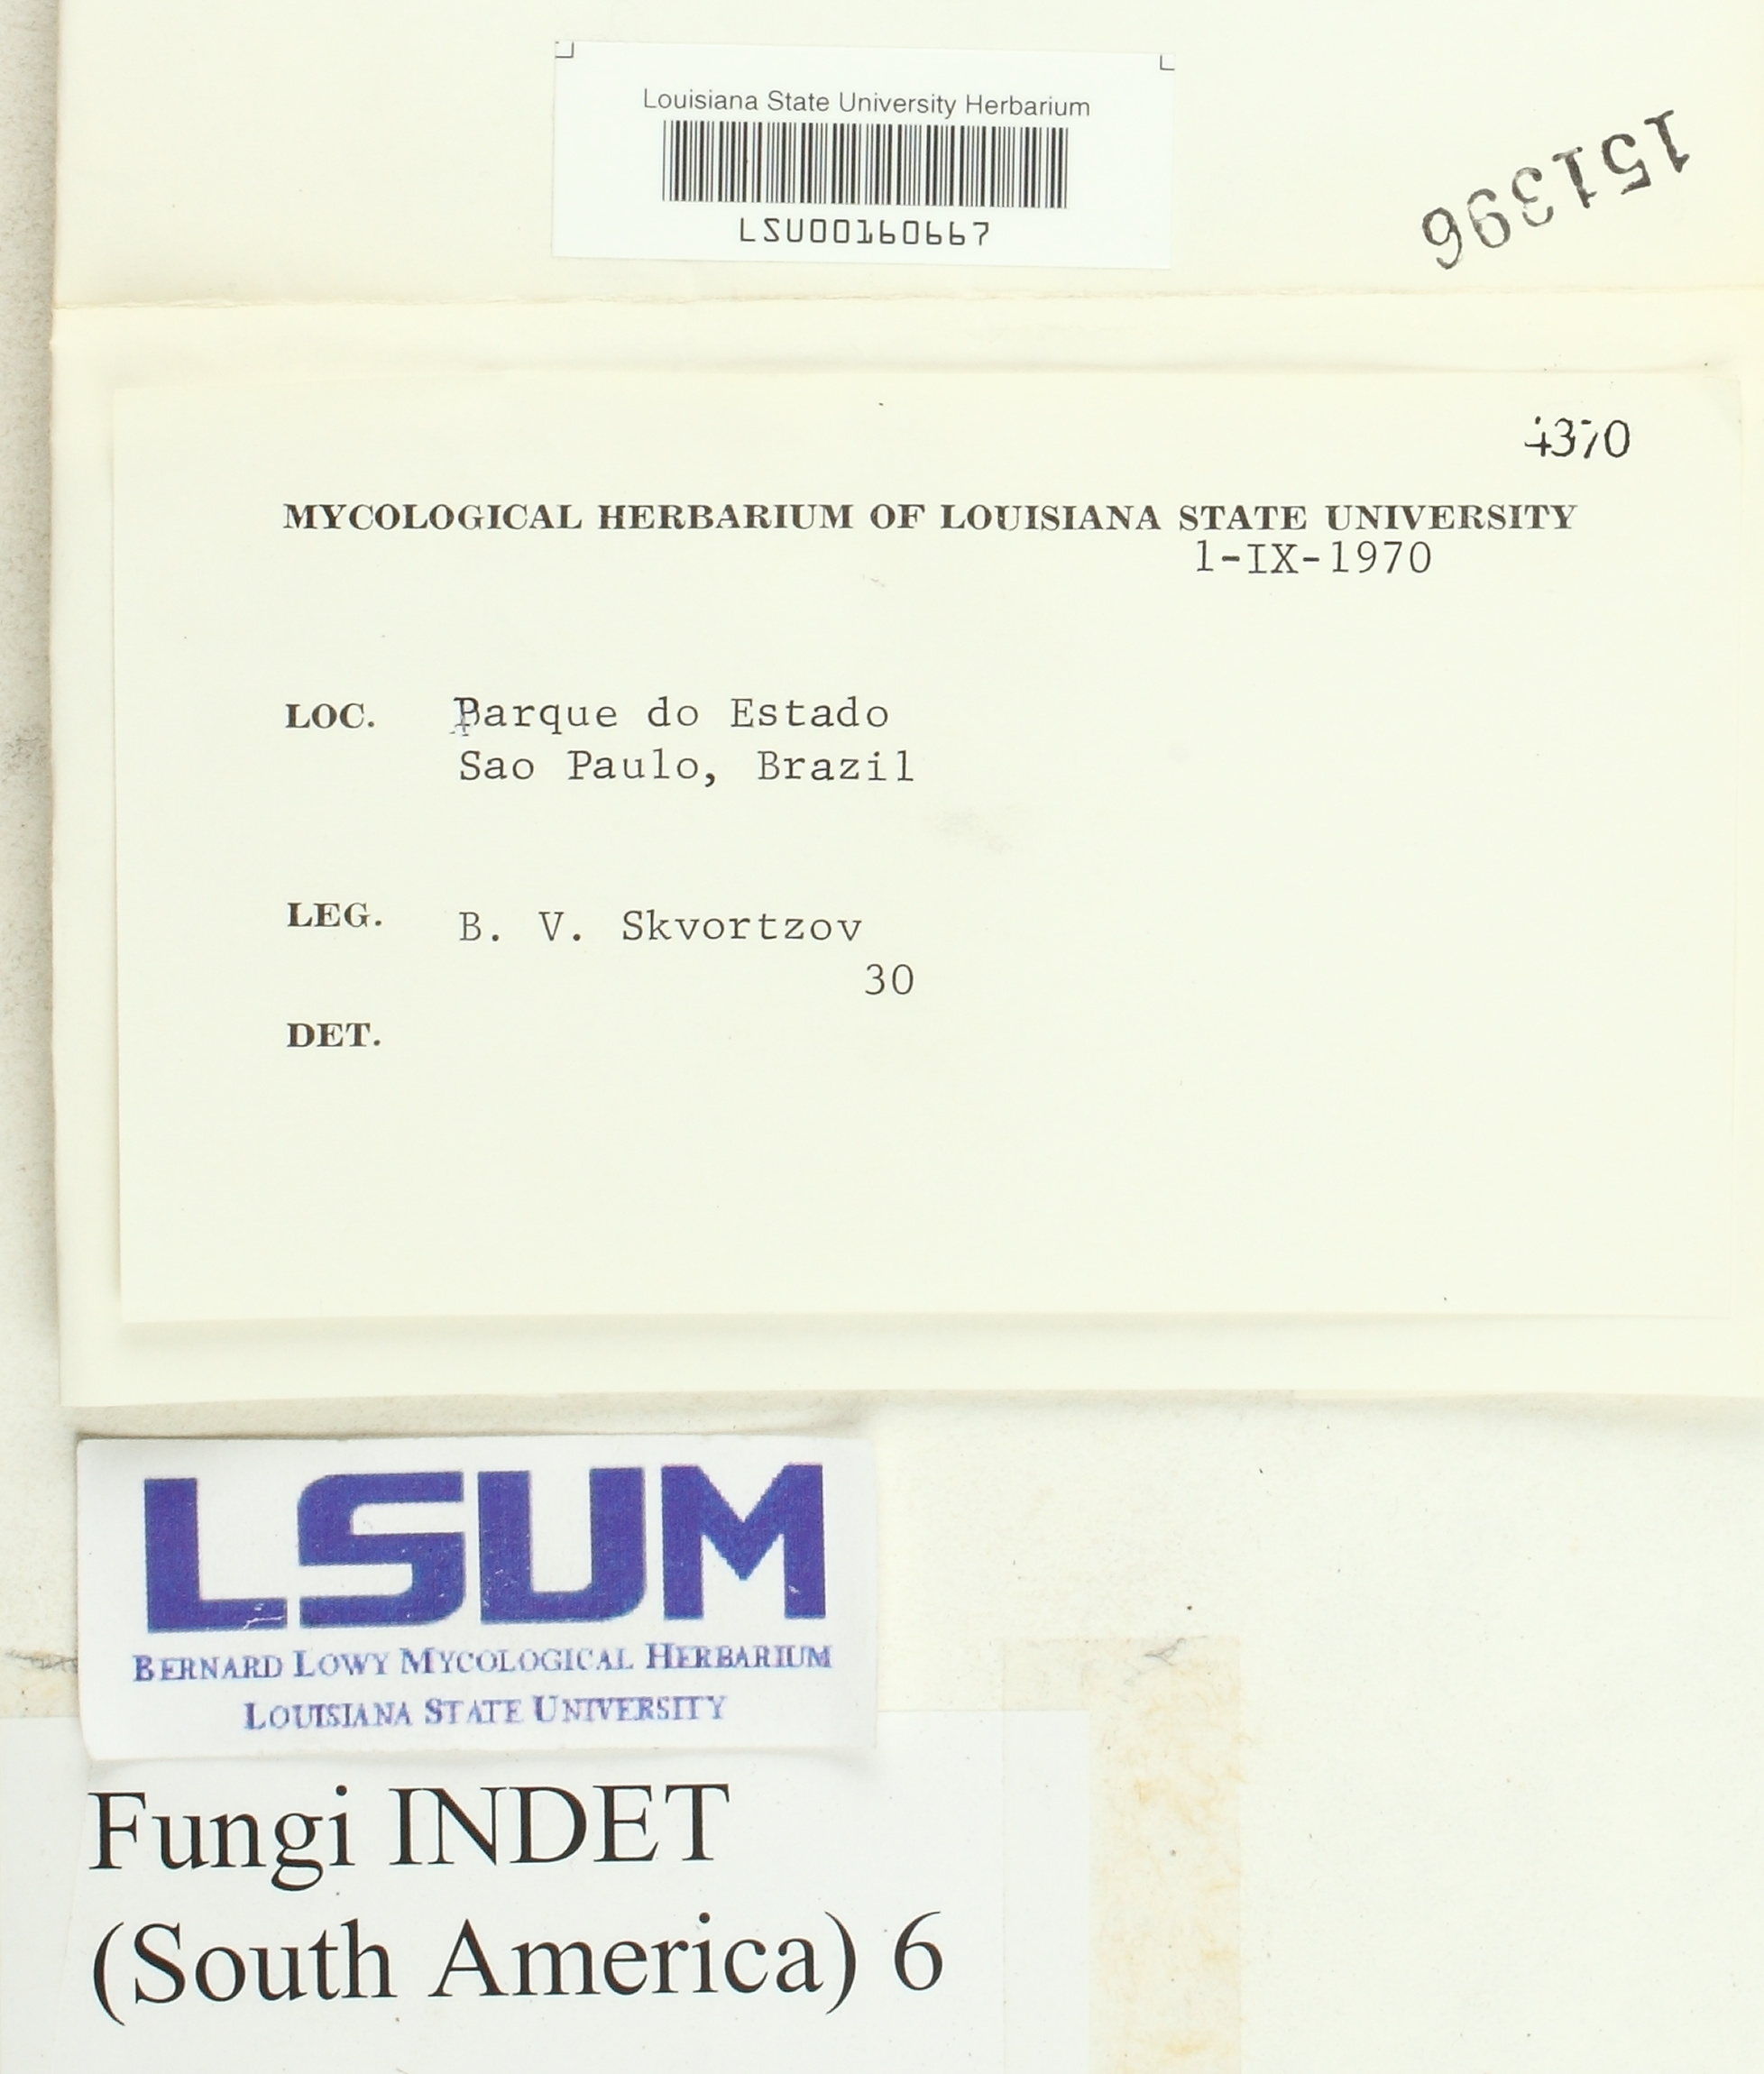 Louisiana State University Herbarium
LSU00160667
151396
4370
MYCOLOGICAL HERBARIUM OF LOUISIANA STATE UNIVERSITY
1-IX-1970
LOC. Parque do Estado
Sao Paulo, Brazil
LEG. B. V. Skvortzov
30
DET.
LSUM
BERNARD LOWY MYCOLOGICAL HERBARIUM
LOUISIANA STATE UNIVERSITY
Fungi INDET
(South America) 6